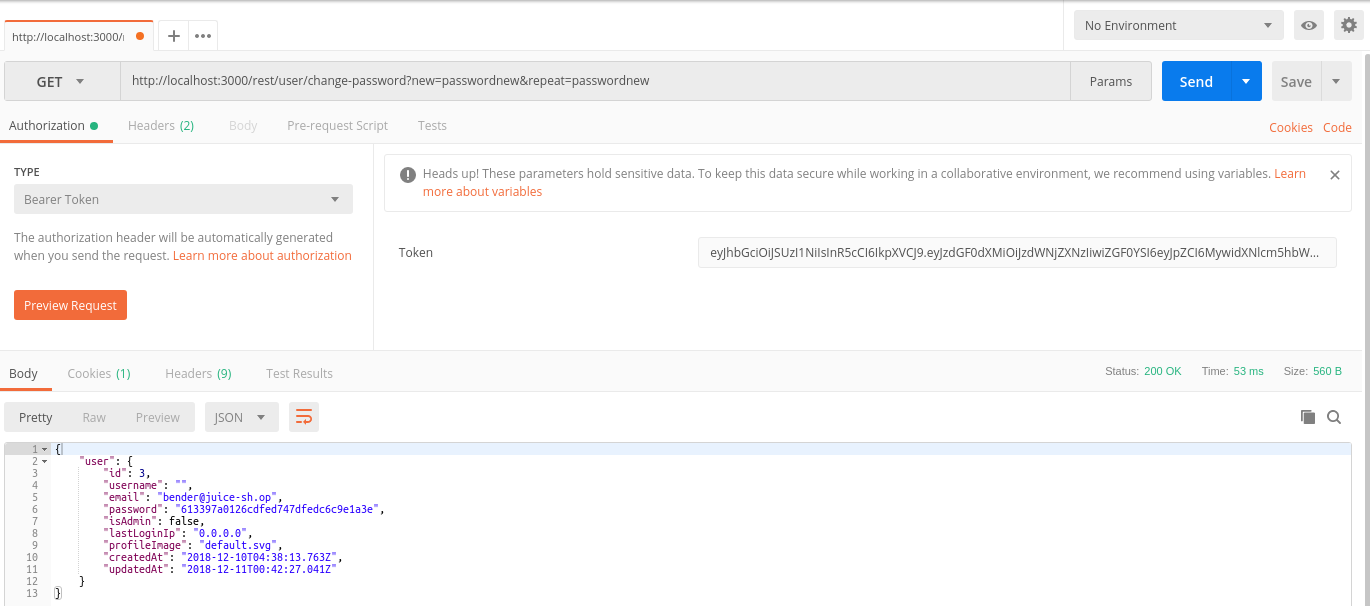 http://localhost:3000/r
No Environment
GET http://localhost:3000/rest/user/change-password?new=passwordnew&repeat=passwordnew Params Send Save
Authorization Headers (2) Body Pre-request Script Tests Cookies Code
TYPE
Bearer Token
The authorization header will be automatically generated
when you send the request. Learn more about authorization
Preview Request
Heads up! These parameters hold sensitive data. To keep this data secure while working in a collaborative environment, we recommend using variables. Learn
more about variables
Token eyJhbGciOiJSUzI1NiIsInR5cCI6IkpXVCJ9.eyJzdGF0dXMiOiJzdWNjZXNzIiwiZGF0YSI6eyJpZCI6MywidXNlcm5hbW...
Body Cookies (1) Headers (9) Test Results Status: 200 OK Time: 53 ms Size: 560 B
Pretty Raw Preview JSON
1 {
2 "user": {
3 "id": 3,
4 "username": "",
5 "email": "bender@juice-sh.op",
6 "password": "613397a0126cdfed747dfedc6c9e1a3e",
7 "isAdmin": false,
8 "lastLoginIp": "0.0.0.0",
9 "profileImage": "default.svg",
10 "createdAt": "2018-12-10T04:38:13.763Z",
11 "updatedAt": "2018-12-11T00:42:27.041Z"
12 }
13 }